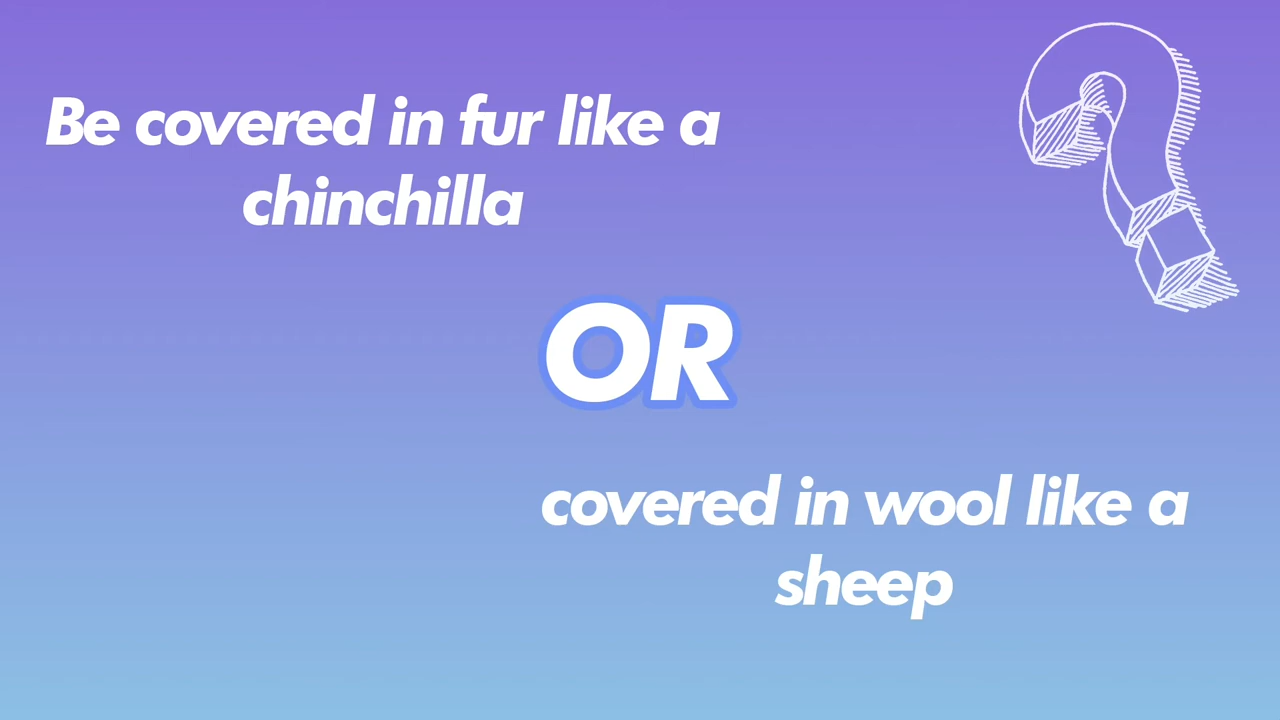 Be covered in fur like a
chinchilla
OR
covered in wool like a
sheep